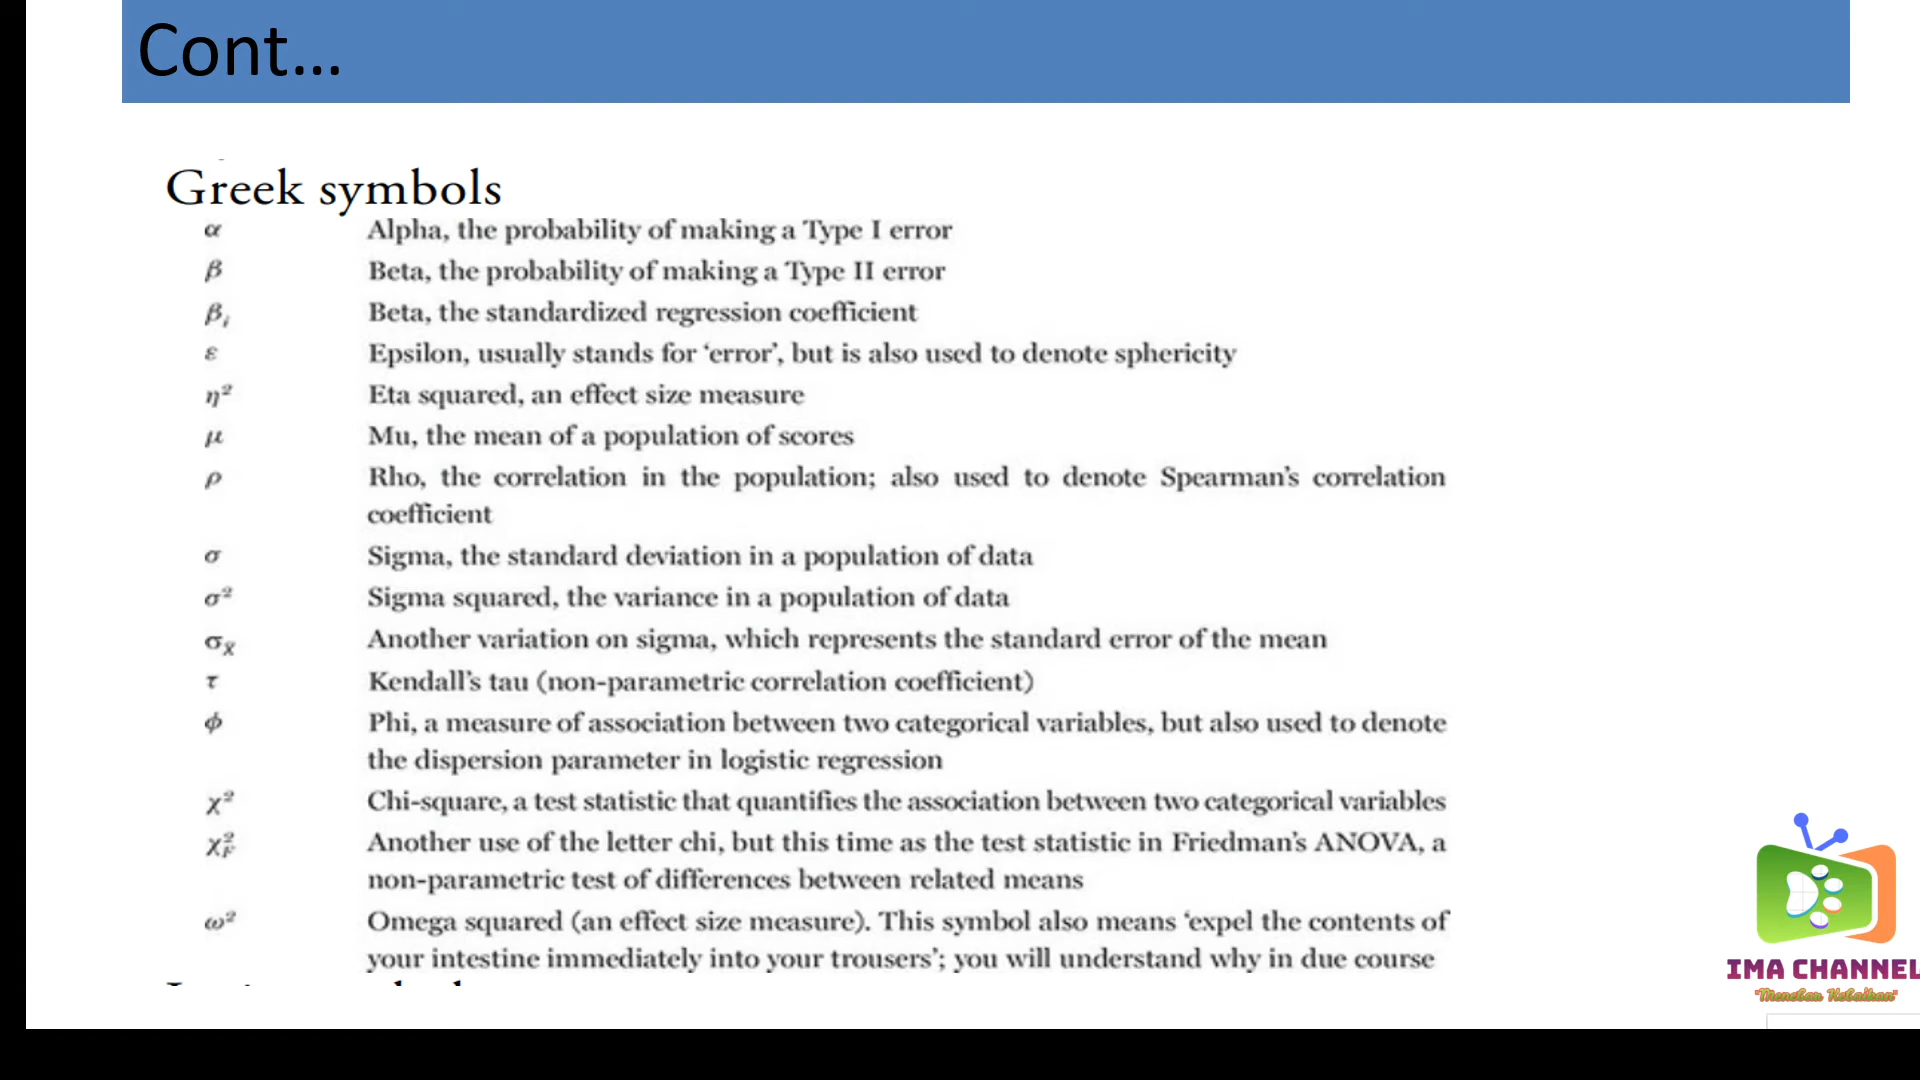 Cont...
Greek symbols
α Alpha, the probability of making a Type I error
β Beta, the probability of making a Type II error
βi Beta, the standardized regression coefficient
ε Epsilon, usually stands for ‘error’, but is also used to denote sphericity
η² Eta squared, an effect size measure
μ Mu, the mean of a population of scores
ρ Rho, the correlation in the population; also used to denote Spearman’s correlation
coefficient
σ Sigma, the standard deviation in a population of data
σ² Sigma squared, the variance in a population of data
σX̄ Another variation on sigma, which represents the standard error of the mean
τ Kendall’s tau (non-parametric correlation coefficient)
ϕ Phi, a measure of association between two categorical variables, but also used to denote
the dispersion parameter in logistic regression
χ² Chi-square, a test statistic that quantifies the association between two categorical variables
χ²F Another use of the letter chi, but this time as the test statistic in Friedman’s ANOVA, a
non-parametric test of differences between related means
ω² Omega squared (an effect size measure). This symbol also means ‘expel the contents of
your intestine immediately into your trousers’; you will understand why in due course
IMA CHANNEL
"Menebar Kebaikan"